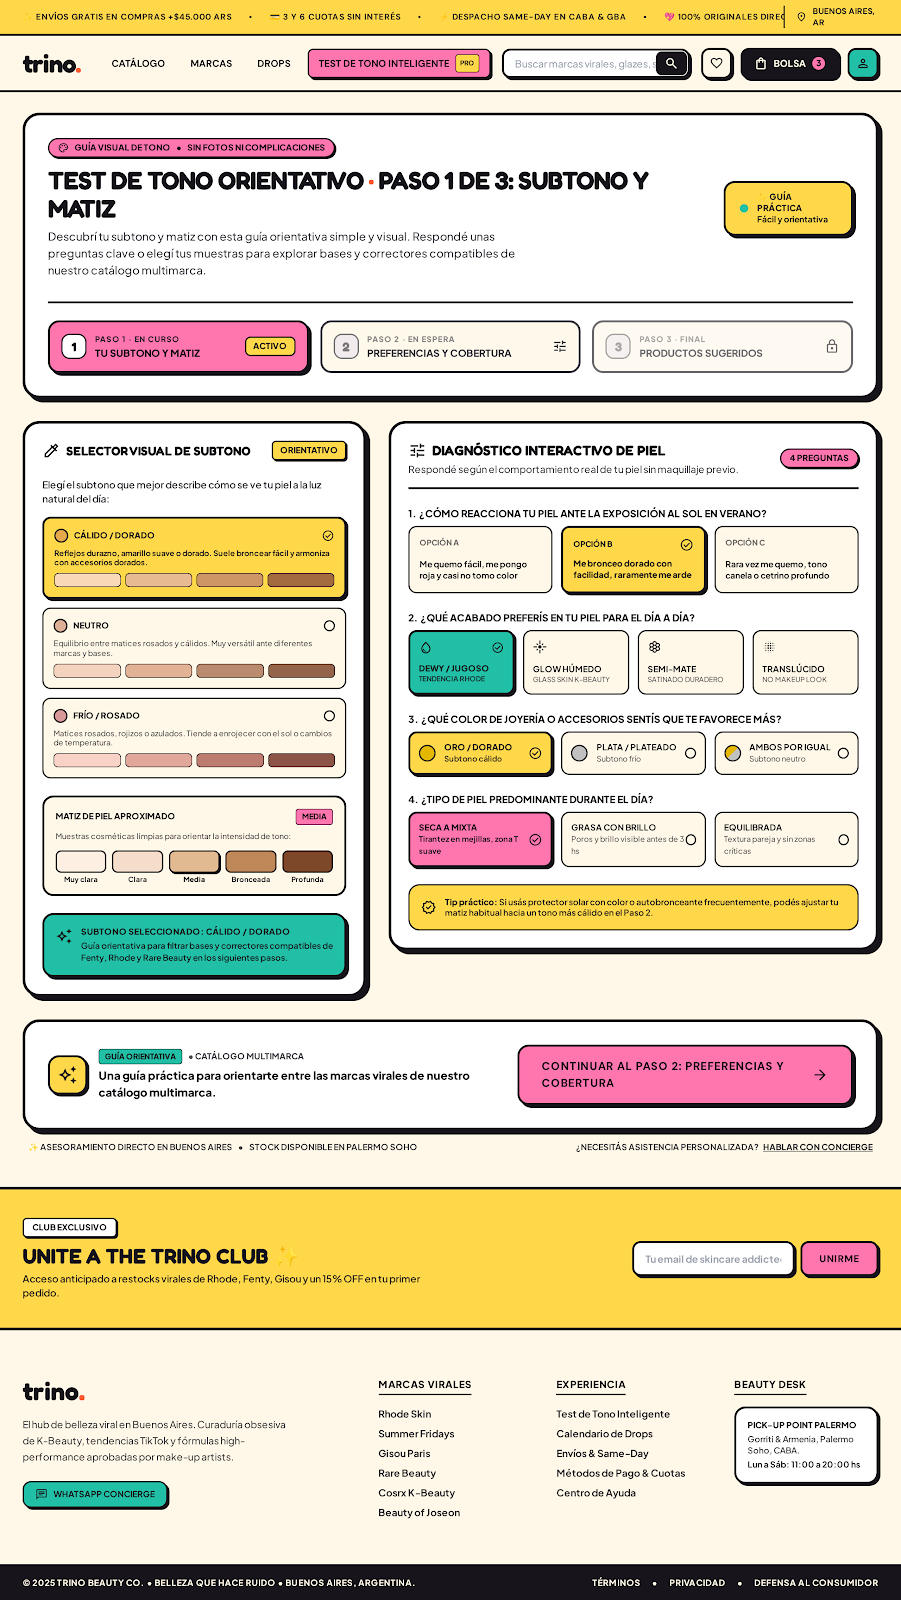 ✨ ENVÍOS GRATIS EN COMPRAS +$45.000 ARS • 💳 3 Y 6 CUOTAS SIN INTERÉS • ⚡ DESPACHO SAME-DAY EN CABA & GBA • 💖 100% ORIGINALES
BUENOS AIRES, AR
trino.
CATÁLOGO
MARCAS
DROPS
TEST DE TONO INTELIGENTE PRO
Buscar marcas virales, glazes, s
BOLSA 3
GUÍA VISUAL DE TONO • SIN FOTOS NI COMPLICACIONES
TEST DE TONO ORIENTATIVO · PASO 1 DE 3: SUBTONO Y
MATIZ
Descubrí tu subtono y matiz con esta guía orientativa simple y visual. Respondé unas
preguntas clave o elegí tus muestras para explorar bases y correctores compatibles de
nuestro catálogo multimarca.
GUÍA
PRÁCTICA
Fácil y orientativa
1
PASO 1 · EN CURSO
TU SUBTONO Y MATIZ
ACTIVO
2
PASO 2 · EN ESPERA
PREFERENCIAS Y COBERTURA
3
PASO 3 · FINAL
PRODUCTOS SUGERIDOS
SELECTOR VISUAL DE SUBTONO
ORIENTATIVO
Elegí el subtono que mejor describe cómo se ve tu piel a la luz
natural del día:
CÁLIDO / DORADO
Reflejos durazno, amarillo suave o dorado. Suele broncear fácil y armoniza
con accesorios dorados.
NEUTRO
Equilibrio entre matices rosados y cálidos. Muy versátil ante diferentes
marcas y bases.
FRÍO / ROSADO
Matices rosados, rojizos o azulados. Tiende a enrojecer con el sol o cambios
de temperatura.
MATIZ DE PIEL APROXIMADO
MEDIA
Muestras cosméticas limpias para orientar la intensidad de tono:
Muy clara
Clara
Media
Bronceada
Profunda
SUBTONO SELECCIONADO: CÁLIDO / DORADO
Guía orientativa para filtrar bases y correctores compatibles de
Fenty, Rhode y Rare Beauty en los siguientes pasos.
DIAGNÓSTICO INTERACTIVO DE PIEL
Respondé según el comportamiento real de tu piel sin maquillaje previo.
4 PREGUNTAS
1. ¿CÓMO REACCIONA TU PIEL ANTE LA EXPOSICIÓN AL SOL EN VERANO?
OPCIÓN A
Me quemo fácil, me pongo
roja y casi no tomo color
OPCIÓN B
Me bronceo dorado con
facilidad, raramente me arde
OPCIÓN C
Rara vez me quemo, tono
canela o cetrino profundo
2. ¿QUÉ ACABADO PREFERÍS EN TU PIEL PARA EL DÍA A DÍA?
DEWY / JUGOSO
TENDENCIA RHODE
GLOW HÚMEDO
GLASS SKIN K-BEAUTY
SEMI-MATE
SATINADO DURADERO
TRANSLÚCIDO
NO MAKEUP LOOK
3. ¿QUÉ COLOR DE JOYERÍA O ACCESORIOS SENTÍS QUE TE FAVORECE MÁS?
ORO / DORADO
Subtono cálido
PLATA / PLATEADO
Subtono frío
AMBOS POR IGUAL
Subtono neutro
4. ¿TIPO DE PIEL PREDOMINANTE DURANTE EL DÍA?
SECA A MIXTA
Tirantez en mejillas, zona T
suave
GRASA CON BRILLO
Poros y brillo visible antes de 3
hs
EQUILIBRADA
Textura pareja y sin zonas
críticas
Tip práctico: Si usás protector solar con color o autobronceante frecuentemente, podés ajustar tu
matiz habitual hacia un tono más cálido en el Paso 2.
GUÍA ORIENTATIVA • CATÁLOGO MULTIMARCA
Una guía práctica para orientarte entre las marcas virales de nuestro
catálogo multimarca.
CONTINUAR AL PASO 2: PREFERENCIAS Y
COBERTURA
✨ ASESORAMIENTO DIRECTO EN BUENOS AIRES • STOCK DISPONIBLE EN PALERMO SOHO
¿NECESITÁS ASISTENCIA PERSONALIZADA? HABLAR CON CONCIERGE
CLUB EXCLUSIVO
UNITE A THE TRINO CLUB ✨
Acceso anticipado a restocks virales de Rhode, Fenty, Gisou y un 15% OFF en tu primer
pedido.
Tu email de skincare addicte
UNIRME
trino.
El hub de belleza viral en Buenos Aires. Curaduría obsesiva
de K-Beauty, tendencias TikTok y fórmulas high-
performance aprobadas por make-up artists.
WHATSAPP CONCIERGE
MARCAS VIRALES
Rhode Skin
Summer Fridays
Gisou Paris
Rare Beauty
Cosrx K-Beauty
Beauty of Joseon
EXPERIENCIA
Test de Tono Inteligente
Calendario de Drops
Envíos & Same-Day
Métodos de Pago & Cuotas
Centro de Ayuda
BEAUTY DESK
PICK-UP POINT PALERMO
Gorriti & Armenia, Palermo
Soho, CABA.
Lun a Sáb: 11:00 a 20:00 hs
© 2025 TRINO BEAUTY CO. • BELLEZA QUE HACE RUIDO • BUENOS AIRES, ARGENTINA.
TÉRMINOS • PRIVACIDAD • DEFENSA AL CONSUMIDOR